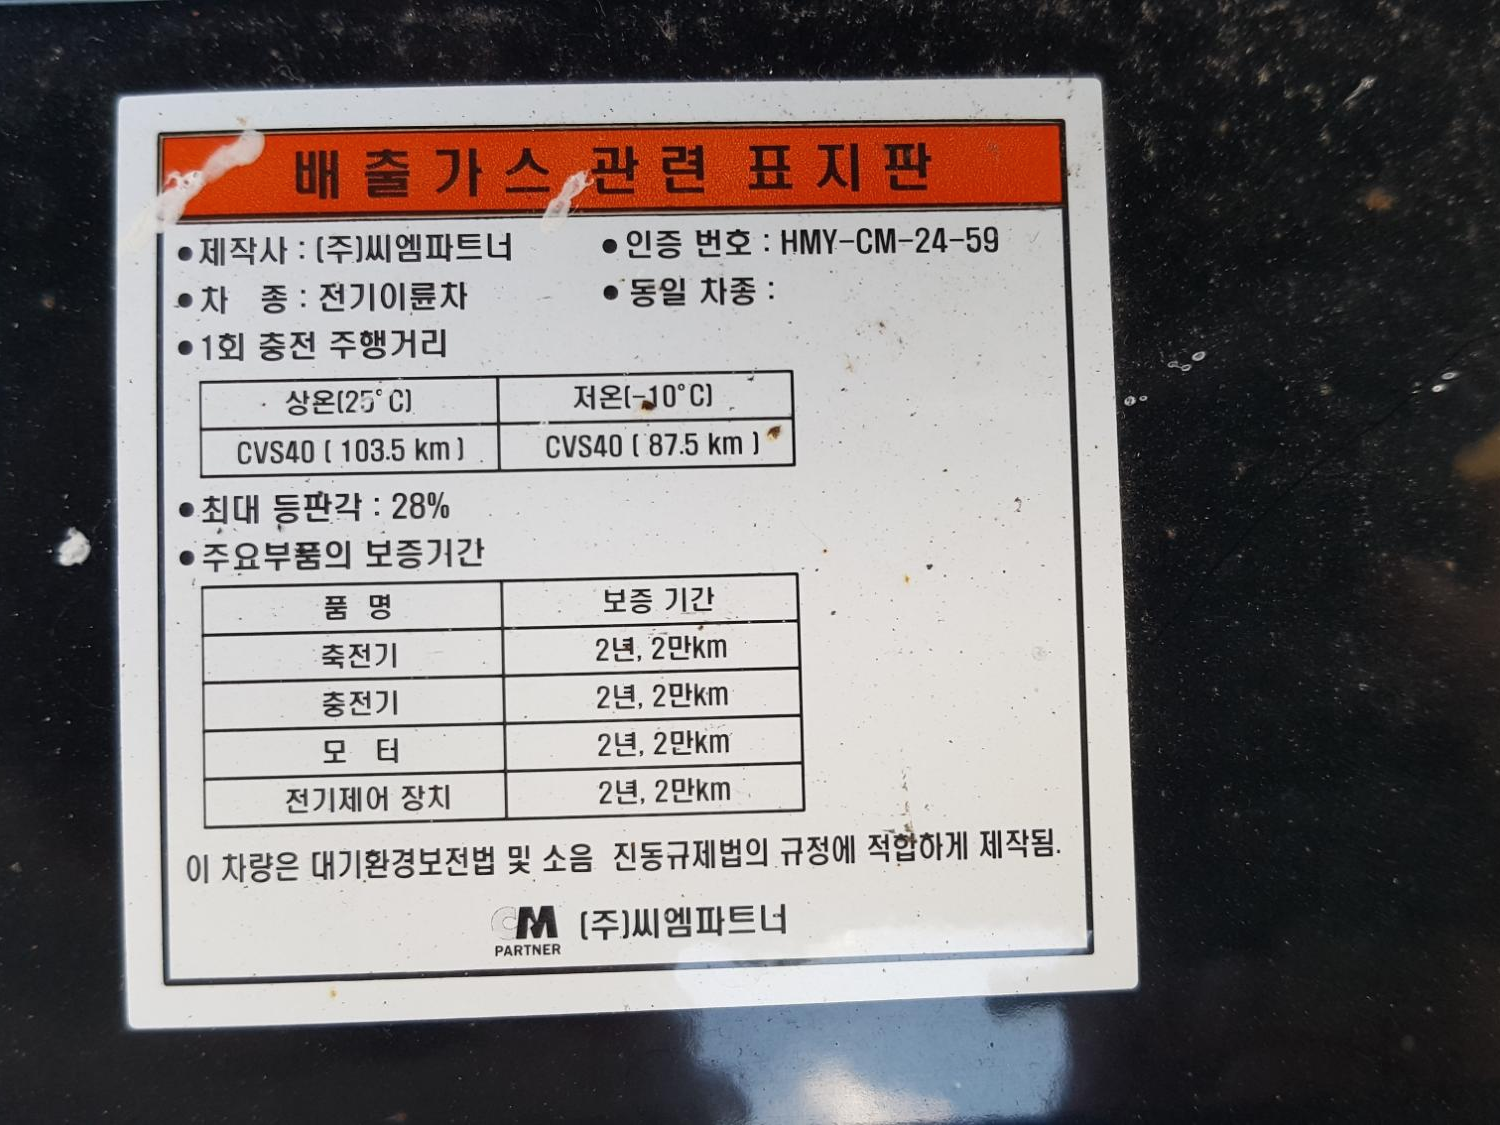 배출가스 관련 표지판
●제작사 : (주)씨엠파트너 ●인증 번호 : HMY-CM-24-59
●차 종 : 전기이륜차 ●동일 차종 :
●1회 충전 주행거리
상온(25°C) 저온(-10°C)
CVS40 ( 103.5 km ) CVS40 ( 87.5 km )
●최대 등판각 : 28%
●주요부품의 보증기간
품 명 보증 기간
축전기 2년, 2만km
충전기 2년, 2만km
모 터 2년, 2만km
전기제어 장치 2년, 2만km
이 차량은 대기환경보전법 및 소음 진동규제법의 규정에 적합하게 제작됨.
CM (주)씨엠파트너
PARTNER